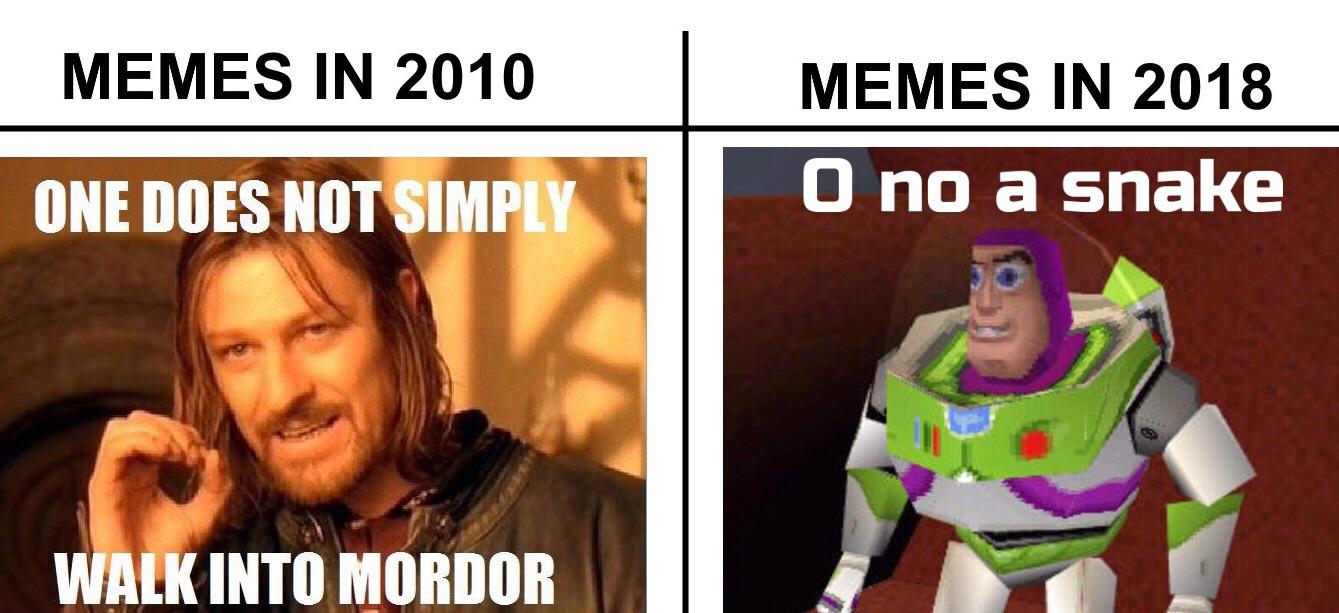 MEMES IN 2010
MEMES IN 2018
ONE DOES NOT SIMPLY
WALK INTO MORDOR
O no a snake